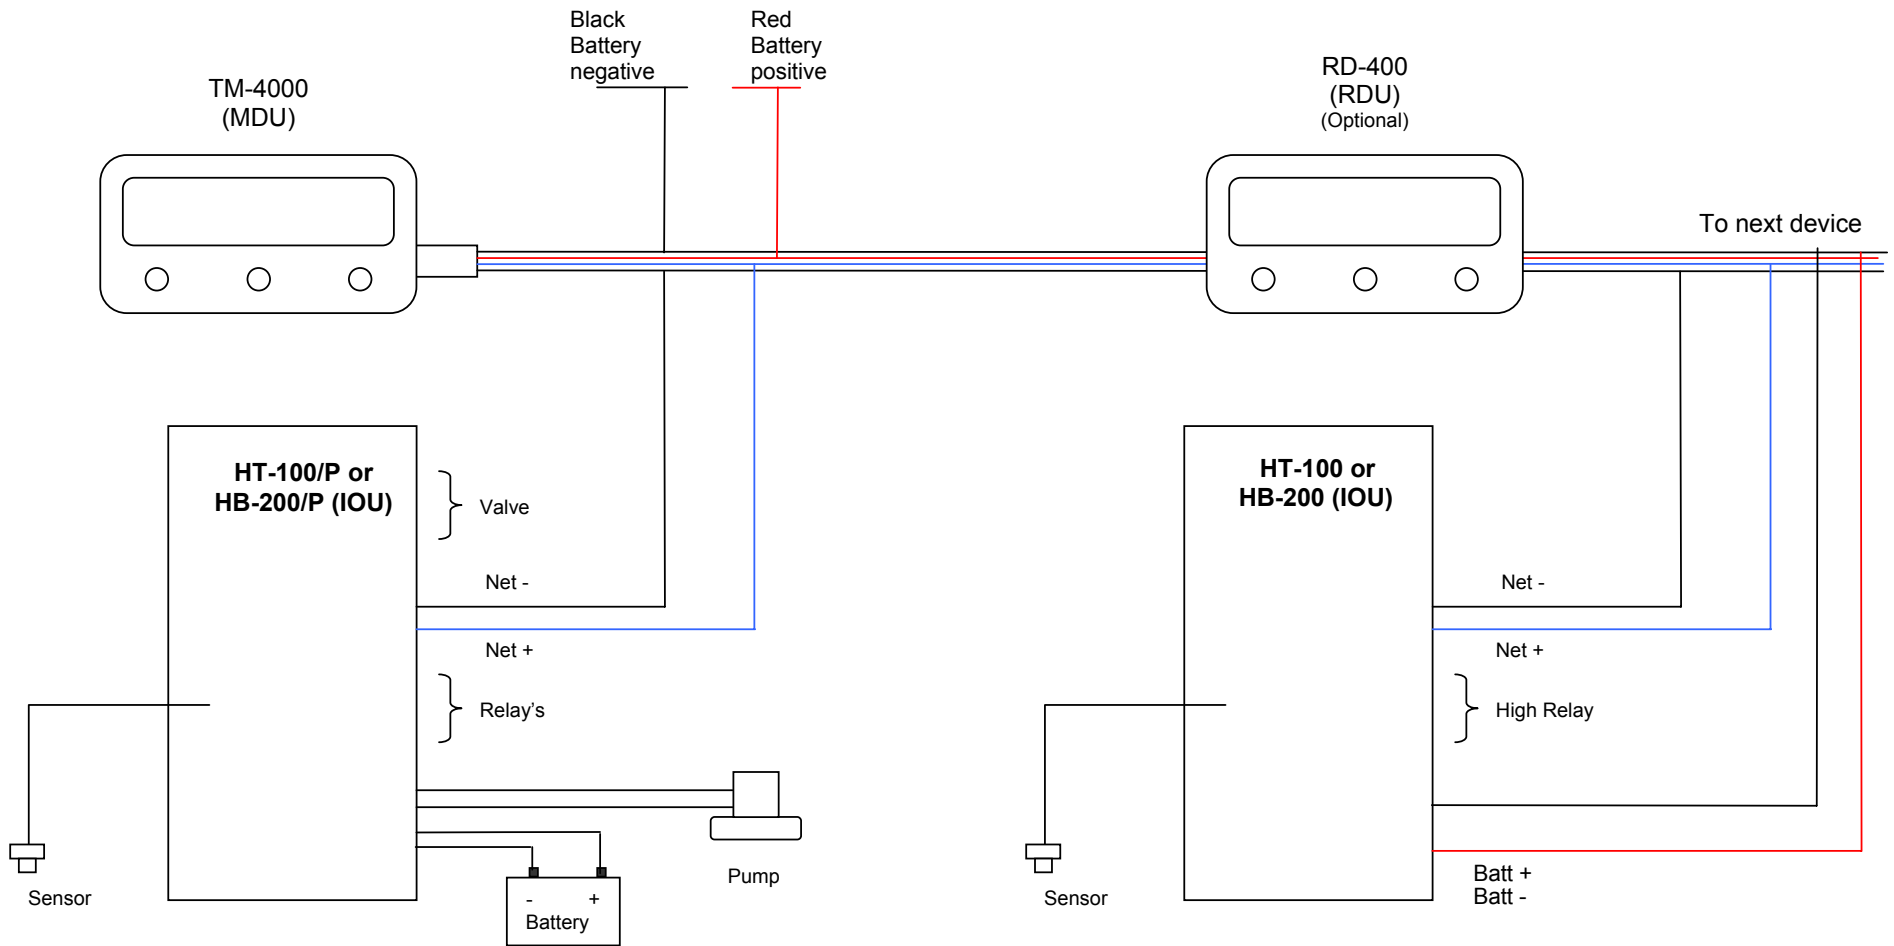 Black
Battery
negative
Red
Battery
positive
TM-4000
(MDU)
RD-400
(RDU)
(Optional)
To next device
HT-100/P or
HB-200/P (IOU)
Valve
Net -
Net +
Relay's
Pump
Sensor
- +
Battery
HT-100 or
HB-200 (IOU)
Net -
Net +
High Relay
Sensor
Batt +
Batt -